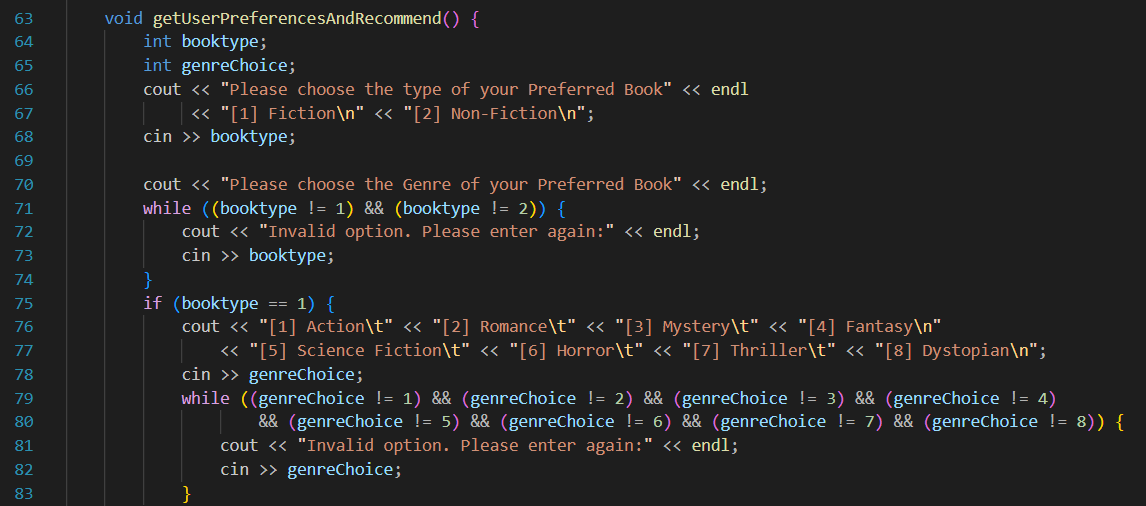 63 void getUserPreferencesAndRecommend() {
64 int booktype;
65 int genreChoice;
66 cout << "Please choose the type of your Preferred Book" << endl
67 << "[1] Fiction\n" << "[2] Non-Fiction\n";
68 cin >> booktype;
69
70 cout << "Please choose the Genre of your Preferred Book" << endl;
71 while ((booktype != 1) && (booktype != 2)) {
72 cout << "Invalid option. Please enter again:" << endl;
73 cin >> booktype;
74 }
75 if (booktype == 1) {
76 cout << "[1] Action\t" << "[2] Romance\t" << "[3] Mystery\t" << "[4] Fantasy\n"
77 << "[5] Science Fiction\t" << "[6] Horror\t" << "[7] Thriller\t" << "[8] Dystopian\n";
78 cin >> genreChoice;
79 while ((genreChoice != 1) && (genreChoice != 2) && (genreChoice != 3) && (genreChoice != 4)
80 && (genreChoice != 5) && (genreChoice != 6) && (genreChoice != 7) && (genreChoice != 8)) {
81 cout << "Invalid option. Please enter again:" << endl;
82 cin >> genreChoice;
83 }